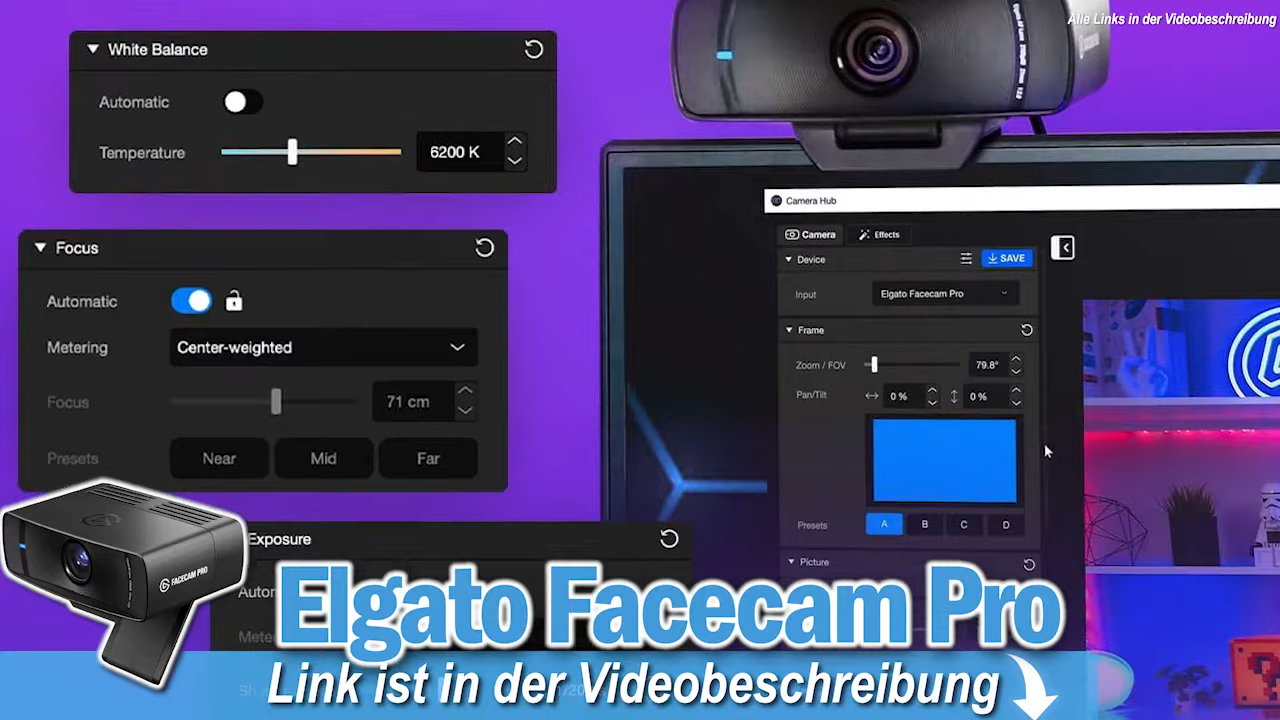 Alle Links in der Videobeschreibung
White Balance
Automatic
Temperature
6200 K
Camera Hub
Camera
Effects
Device
SAVE
Input
Elgato Facecam Pro
Frame
Zoom / FOV
79.8°
Pan/Tilt
0 %
0 %
Presets
A
B
C
D
Picture
Focus
Automatic
Metering
Center-weighted
Focus
71 cm
Presets
Near
Mid
Far
Exposure
FACECAM PRO
Elgato Facecam Pro
Link ist in der Videobeschreibung